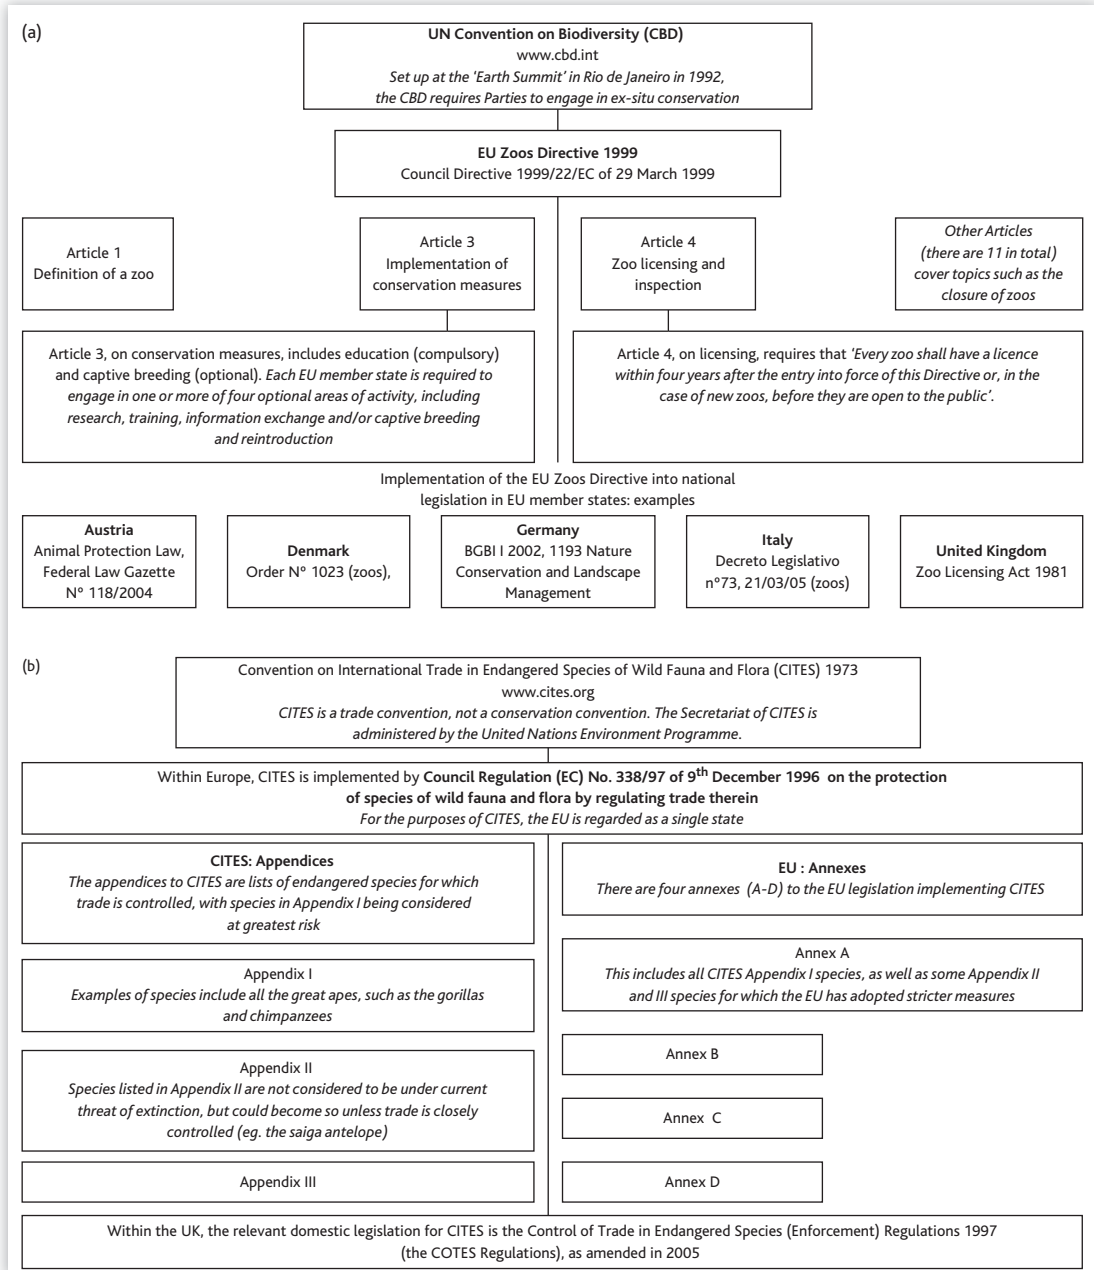 (a)
UN Convention on Biodiversity (CBD)
www.cbd.int
Set up at the ‘Earth Summit’ in Rio de Janeiro in 1992,
the CBD requires Parties to engage in ex-situ conservation
EU Zoos Directive 1999
Council Directive 1999/22/EC of 29 March 1999
Article 1
Definition of a zoo
Article 3
Implementation of
conservation measures
Article 4
Zoo licensing and
inspection
Other Articles
(there are 11 in total)
cover topics such as the
closure of zoos
Article 3, on conservation measures, includes education (compulsory)
and captive breeding (optional). Each EU member state is required to
engage in one or more of four optional areas of activity, including
research, training, information exchange and/or captive breeding
and reintroduction
Article 4, on licensing, requires that ‘Every zoo shall have a licence
within four years after the entry into force of this Directive or, in the
case of new zoos, before they are open to the public’.
Implementation of the EU Zoos Directive into national
legislation in EU member states: examples
Austria
Animal Protection Law,
Federal Law Gazette
N° 118/2004
Denmark
Order N° 1023 (zoos),
Germany
BGBI I 2002, 1193 Nature
Conservation and Landscape
Management
Italy
Decreto Legislativo
n°73, 21/03/05 (zoos)
United Kingdom
Zoo Licensing Act 1981
(b)
Convention on International Trade in Endangered Species of Wild Fauna and Flora (CITES) 1973
www.cites.org
CITES is a trade convention, not a conservation convention. The Secretariat of CITES is
administered by the United Nations Environment Programme.
Within Europe, CITES is implemented by Council Regulation (EC) No. 338/97 of 9th December 1996 on the protection
of species of wild fauna and flora by regulating trade therein
For the purposes of CITES, the EU is regarded as a single state
CITES: Appendices
The appendices to CITES are lists of endangered species for which
trade is controlled, with species in Appendix I being considered
at greatest risk
Appendix I
Examples of species include all the great apes, such as the gorillas
and chimpanzees
Appendix II
Species listed in Appendix II are not considered to be under current
threat of extinction, but could become so unless trade is closely
controlled (eg. the saiga antelope)
Appendix III
EU : Annexes
There are four annexes (A-D) to the EU legislation implementing CITES
Annex A
This includes all CITES Appendix I species, as well as some Appendix II
and III species for which the EU has adopted stricter measures
Annex B
Annex C
Annex D
Within the UK, the relevant domestic legislation for CITES is the Control of Trade in Endangered Species (Enforcement) Regulations 1997
(the COTES Regulations), as amended in 2005